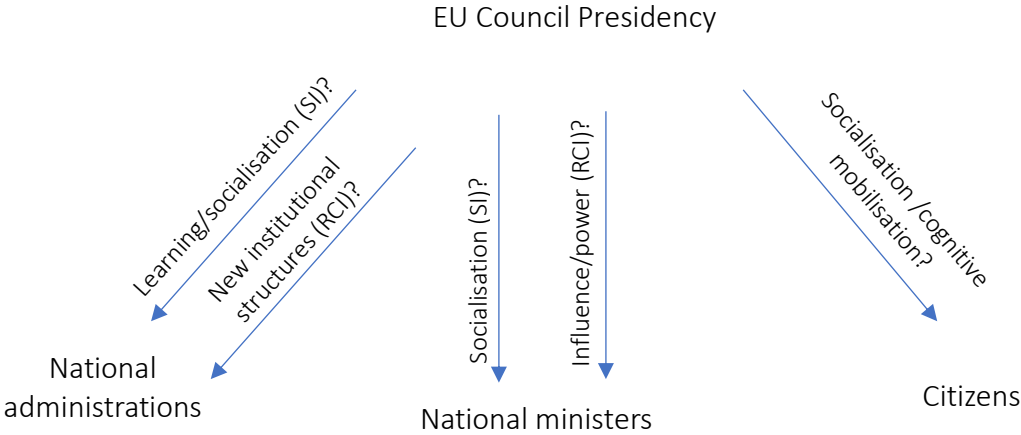 EU Council Presidency
Learning/socialisation (SI)?
New institutional
structures (RCI)?
Socialisation (SI)?
Influence/power (RCI)?
Socialisation /cognitive
mobilisation?
National
administrations
National ministers
Citizens